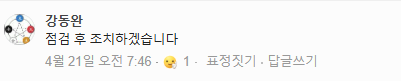 강동완
점검 후 조치하겠습니다
4월 21일 오전 7:46 · 1 · 표정짓기 · 답글쓰기